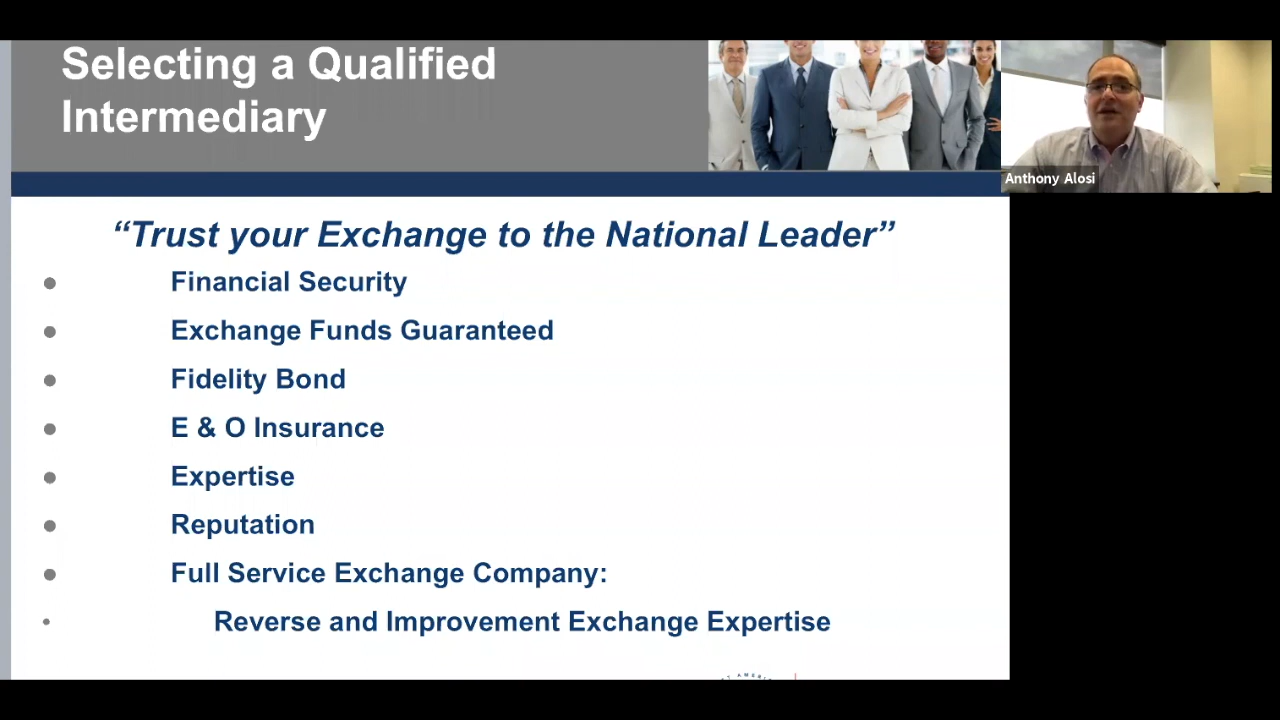 Selecting a Qualified
Intermediary
Anthony Alosi
“Trust your Exchange to the National Leader”
Financial Security
Exchange Funds Guaranteed
Fidelity Bond
E & O Insurance
Expertise
Reputation
Full Service Exchange Company:
Reverse and Improvement Exchange Expertise